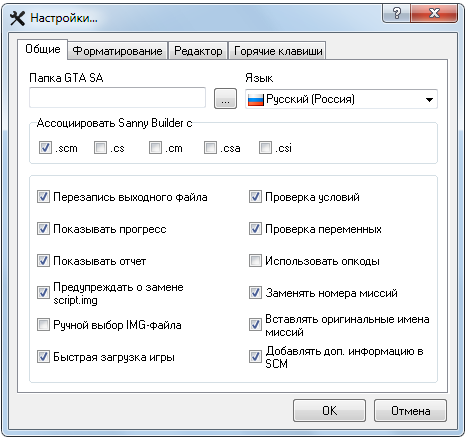 Настройки...
Общие Форматирование Редактор Горячие клавиши
Папка GTA SA Язык
... Русский (Россия)
Ассоциировать Sanny Builder с
.scm .cs .cm .csa .csi
Перезапись выходного файла
Проверка условий
Показывать прогресс
Проверка переменных
Показывать отчет
Использовать опкоды
Предупреждать о замене
script.img
Заменять номера миссий
Ручной выбор IMG-файла
Вставлять оригинальные имена
миссий
Быстрая загрузка игры
Добавлять доп. информацию в
SCM
OK Отмена